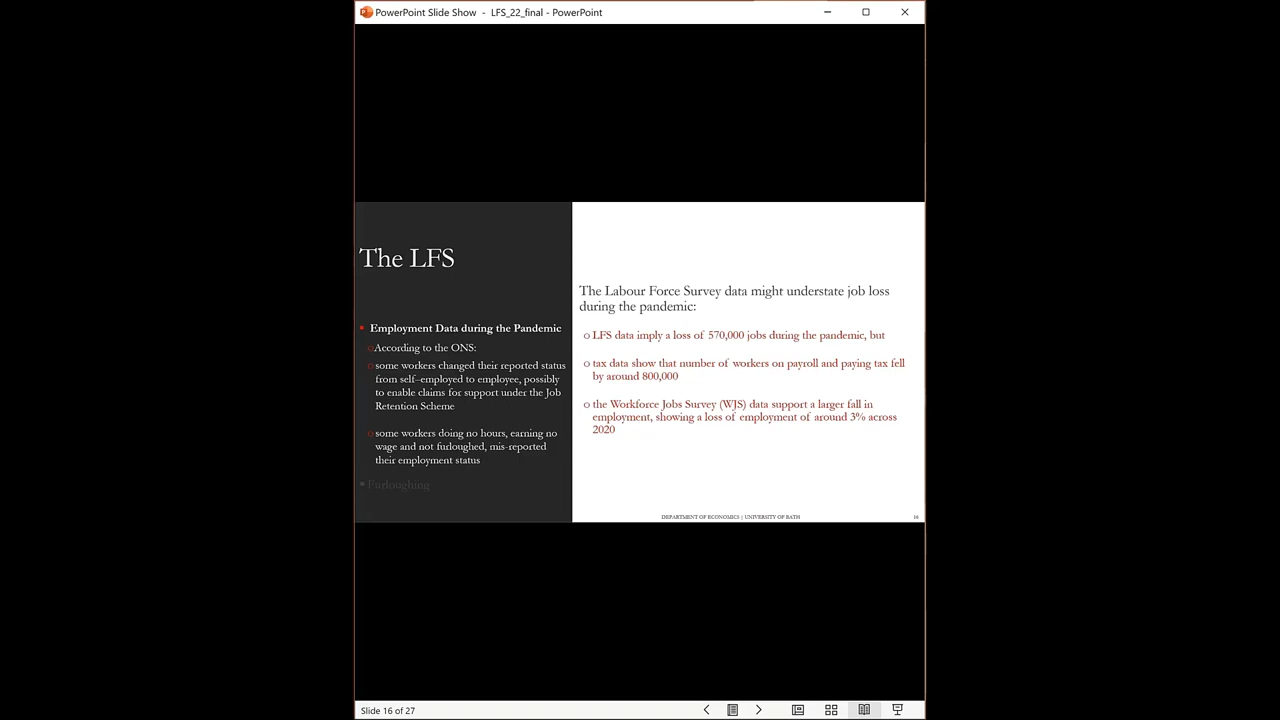 PowerPoint Slide Show - LFS_22_final - PowerPoint
The LFS
Employment Data during the Pandemic
According to the ONS:
some workers changed their reported status
from self–employed to employee, possibly
to enable claims for support under the Job
Retention Scheme
some workers doing no hours, earning no
wage and not furloughed, mis-reported
their employment status
Furloughing
The Labour Force Survey data might understate job loss
during the pandemic:
LFS data imply a loss of 570,000 jobs during the pandemic, but
tax data show that number of workers on payroll and paying tax fell
by around 800,000
the Workforce Jobs Survey (WJS) data support a larger fall in
employment, showing a loss of employment of around 3% across
2020
DEPARTMENT OF ECONOMICS | UNIVERSITY OF BATH
16
Slide 16 of 27